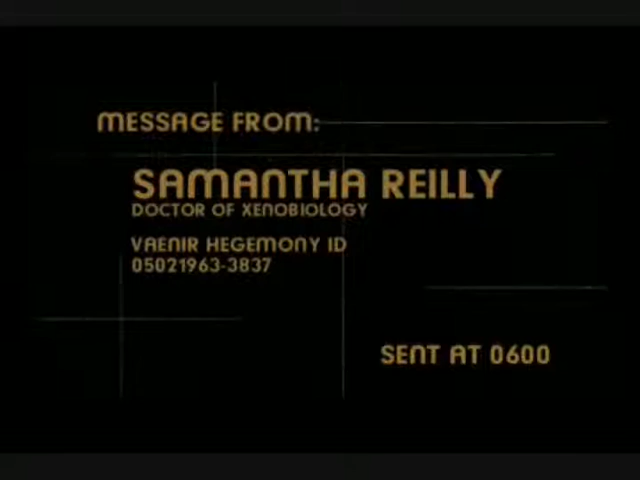 MESSAGE FROM:
SAMANTHA REILLY
DOCTOR OF XENOBIOLOGY
VAENIR HEGEMONY ID
05021963-3837
SENT AT 0600